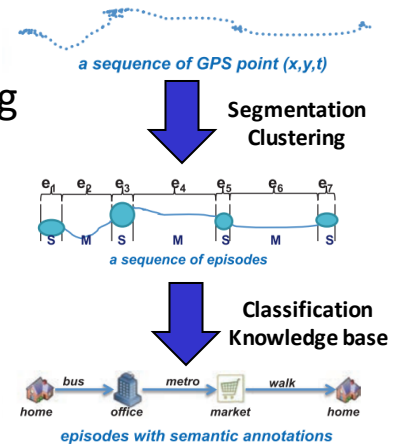 a sequence of GPS point (x,y,t)
g
Segmentation
Clustering
e1 e2 e3 e4 e5 e6 e7
S M S M S M S
a sequence of episodes
Classification
Knowledge base
bus metro walk
home office market home
episodes with semantic annotations